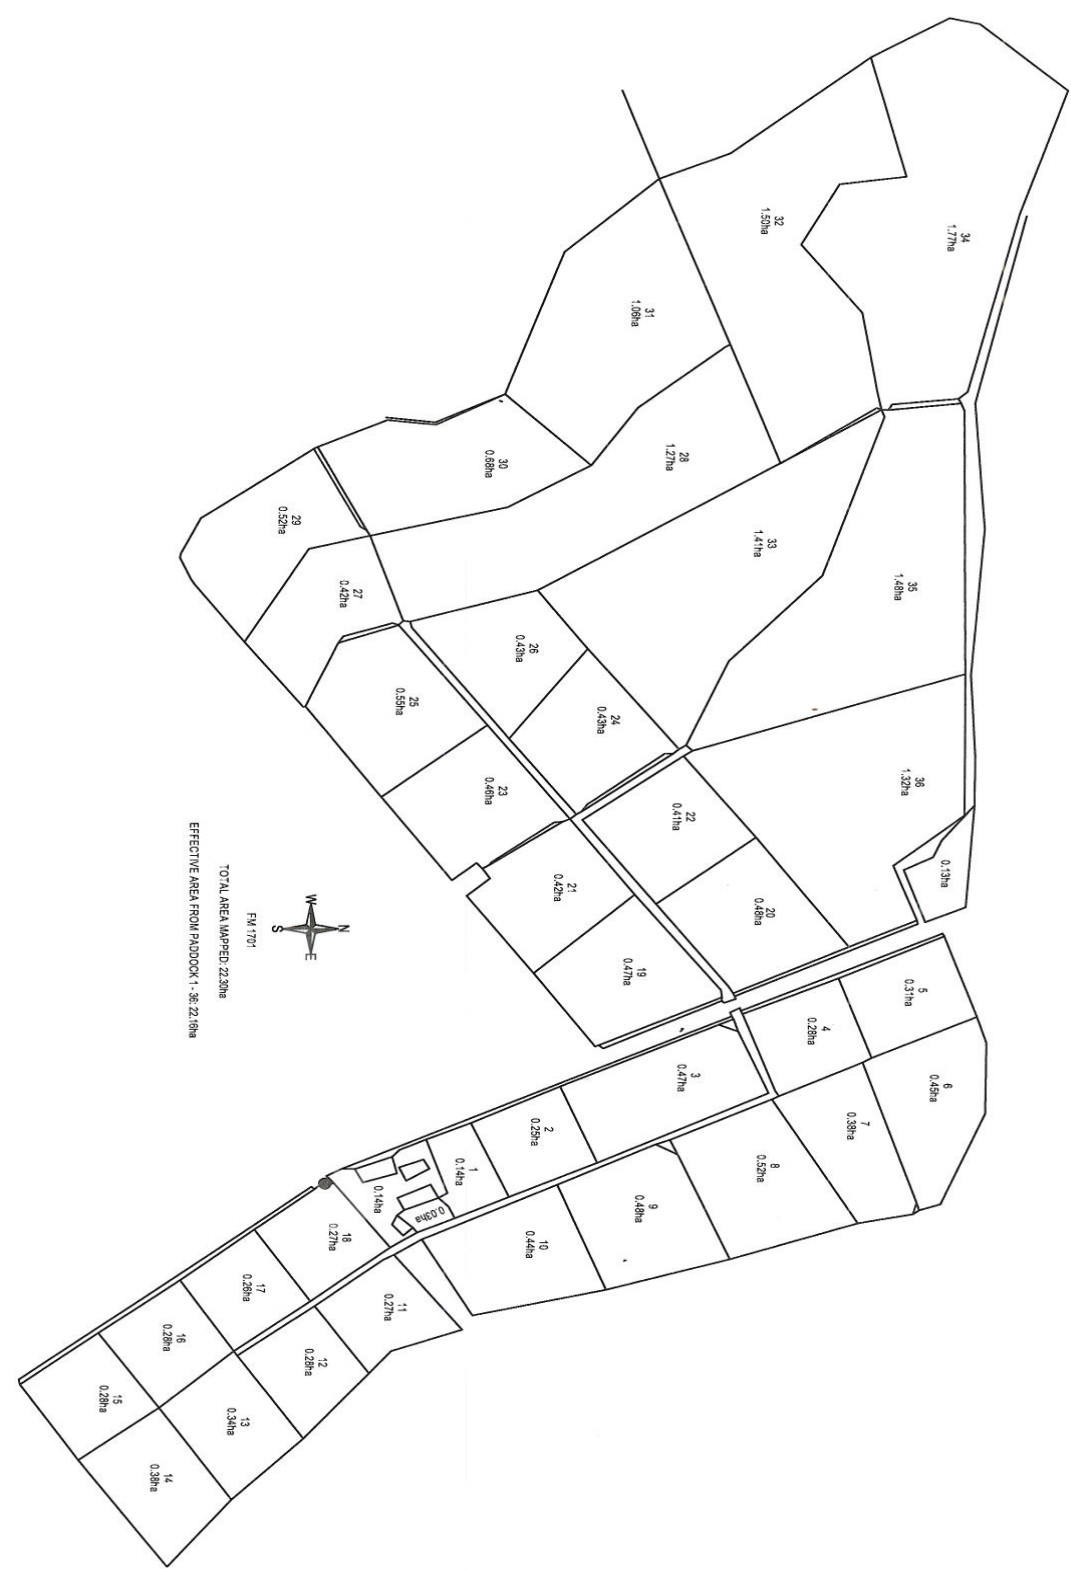 34
1.77ha
32
1.50ha
31
1.06ha
30
0.68ha
28
1.27ha
33
1.41ha
35
1.48ha
29
0.52ha
27
0.42ha
26
0.43ha
25
0.55ha
24
0.43ha
23
0.46ha
22
0.41ha
36
1.32ha
0.13ha
21
0.42ha
20
0.48ha
19
0.47ha
5
0.31ha
4
0.28ha
6
0.45ha
3
0.47ha
7
0.38ha
2
0.25ha
8
0.52ha
1
0.14ha
0.14ha
0.03ha
9
0.48ha
10
0.44ha
18
0.27ha
11
0.27ha
17
0.26ha
12
0.28ha
16
0.28ha
13
0.34ha
15
0.28ha
14
0.38ha
N
W
E
S
FM 1701
TOTAL AREA MAPPED: 22.30ha
EFFECTIVE AREA FROM PADDOCK 1 - 36: 22.16ha